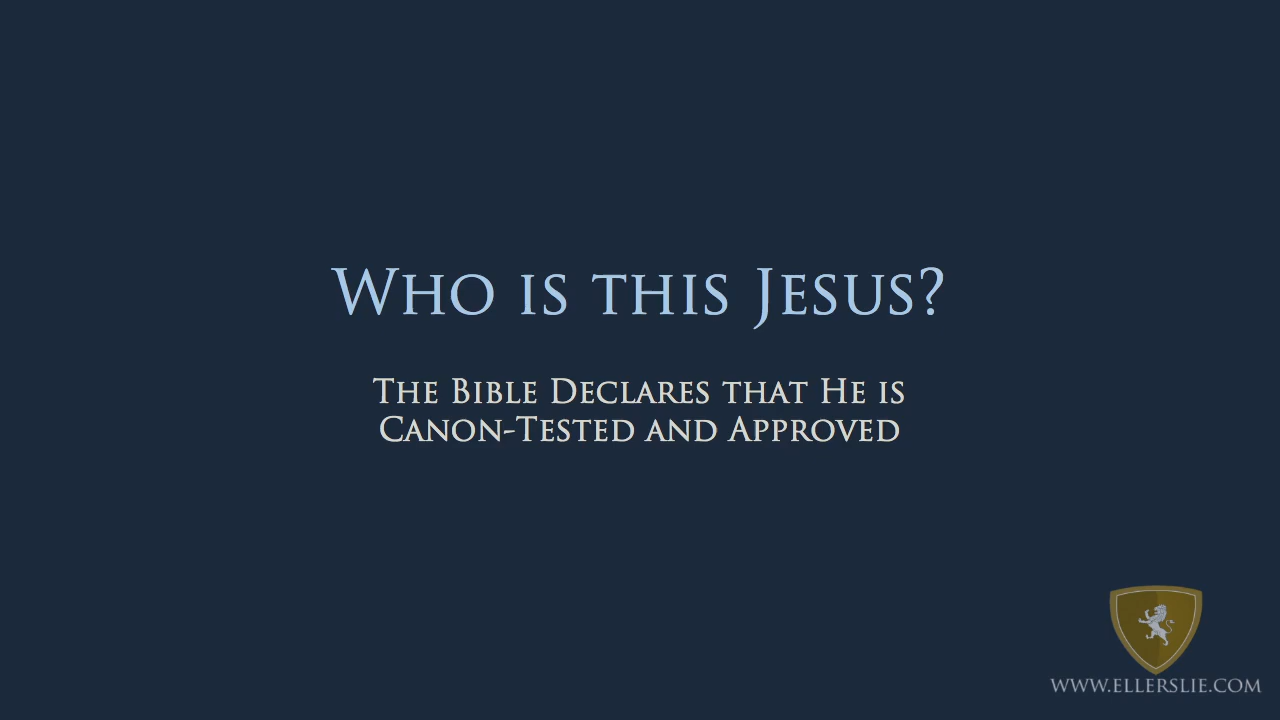 Who is this Jesus?
The Bible Declares that He is
Canon-Tested and Approved
www.ellerslie.com